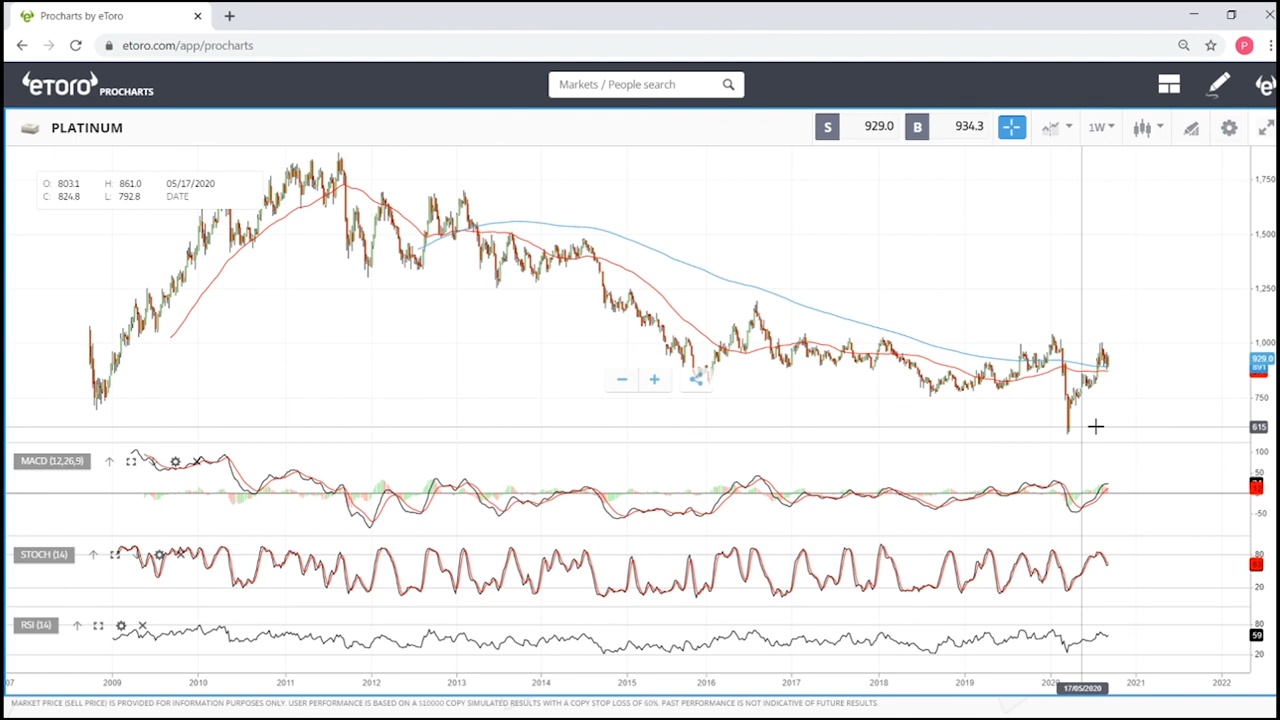 Procharts by eToro
etoro.com/app/procharts
P
eTORO PROCHARTS
Markets / People search
PLATINUM
S 929.0 B 934.3 1W
O: 803.1 H: 861.0 05/17/2020
C: 824.8 L: 792.8 DATE
1,750
1,500
1,250
1,000
929.0
891
750
615
MACD (12,26,9)
100
50
-50
STOCH (14)
80
20
RSI (14)
80
59
20
07 2009 2010 2011 2012 2013 2014 2015 2016 2017 2018 2019 2020 2021 2022
17/05/2020
MARKET PRICE (SELL PRICE) IS PROVIDED FOR INFORMATION PURPOSES ONLY. USER PERFORMANCE IS BASED ON A $10000 COPY SIMULATED RESULTS WITH A COPY STOP LOSS OF 60%. PAST PERFORMANCE IS NOT INDICATIVE OF FUTURE RESULTS.